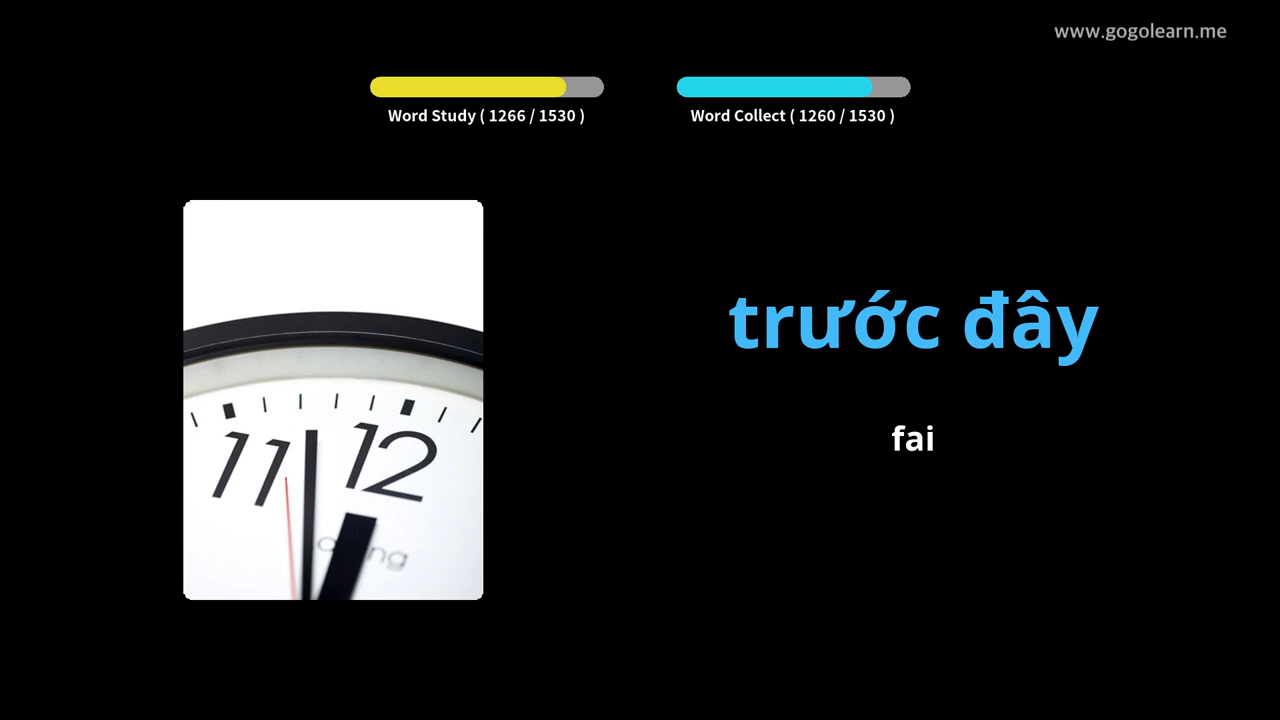 www.gogolearn.me
Word Study ( 1266 / 1530 )
Word Collect ( 1260 / 1530 )
trước đây
fai
11 12